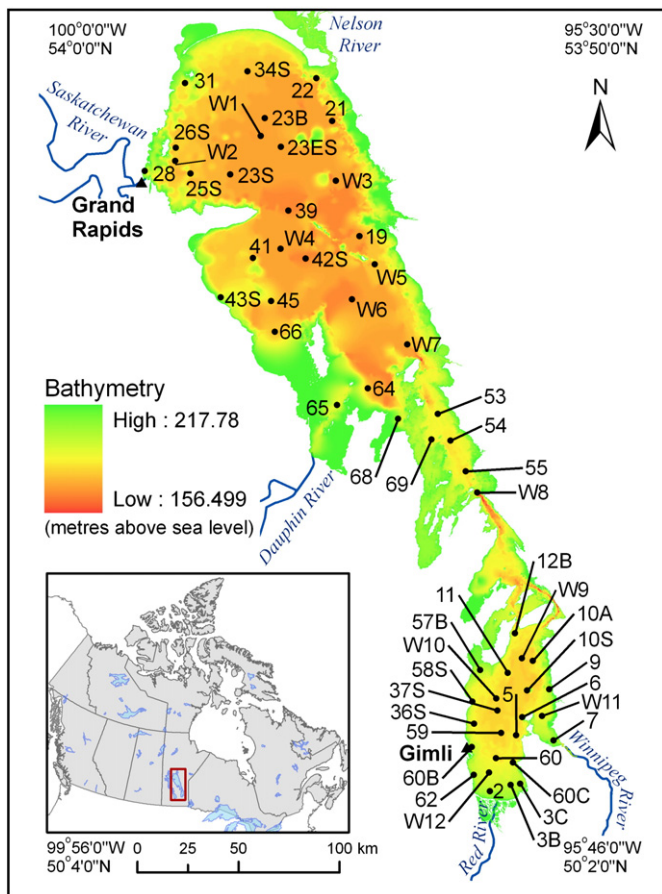 100°0'0"W
54°0'0"N
Nelson
River
95°30'0"W
53°50'0"N
N
31
34S
22
W1
23B
21
Saskatchewan
River
26S
W2
23ES
28
25S
23S
W3
Grand
Rapids
39
41
W4
19
42S
W5
43S
45
W6
66
W7
Bathymetry
High : 217.78
Low : 156.499
(metres above sea level)
64
65
53
54
68
69
55
W8
Dauphin River
12B
11
W9
57B
10A
W10
10S
58S
9
37S
5
6
36S
W11
59
7
Gimli
60
60B
Winnipeg River
62
60C
W12
2
3C
3B
Red River
99°56'0"W
50°4'0"N
0 25 50 100 km
95°46'0"W
50°2'0"N